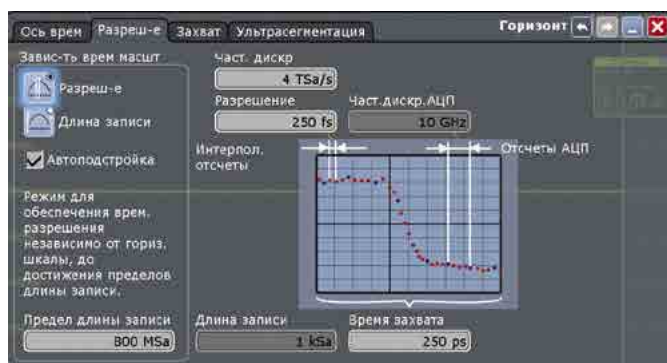 Ось врем Разреш-е Захват Ультрасегментация Горизонт
Завис-ть врем масшт
Разреш-е
Длина записи
Автоподстройка
Режим для
обеспечения врем.
разрешения
независимо от гориз.
шкалы, до
достижения пределов
длины записи.
Предел длины записи
800 MSa
Част. дискр
4 TSa/s
Разрешение
250 fs
Част.дискр.АЦП
10 GHz
Интерпол.
отсчеты
Отсчеты АЦП
Длина записи
1 kSa
Время захвата
250 ps